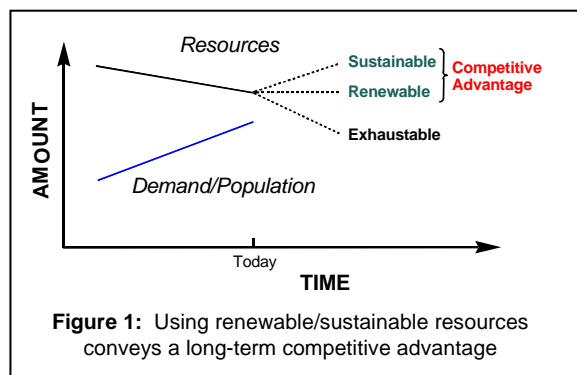 Resources
Sustainable
Renewable
Competitive
Advantage
Exhaustable
AMOUNT
Demand/Population
Today
TIME
Figure 1: Using renewable/sustainable resources
conveys a long-term competitive advantage